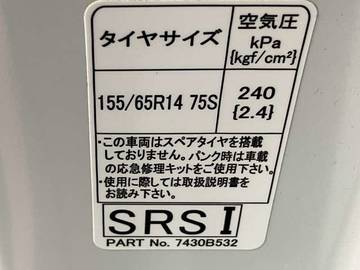 タイヤサイズ
空気圧
kPa
{kgf/cm²}
155/65R14 75S
240
{2.4}
・この車両はスペアタイヤを搭載
しておりません。パンク時は車載
の応急修理キットをご使用下さい。
・使用に際しては取扱説明書を
お読み下さい。
SRS I
PART No. 7430B532